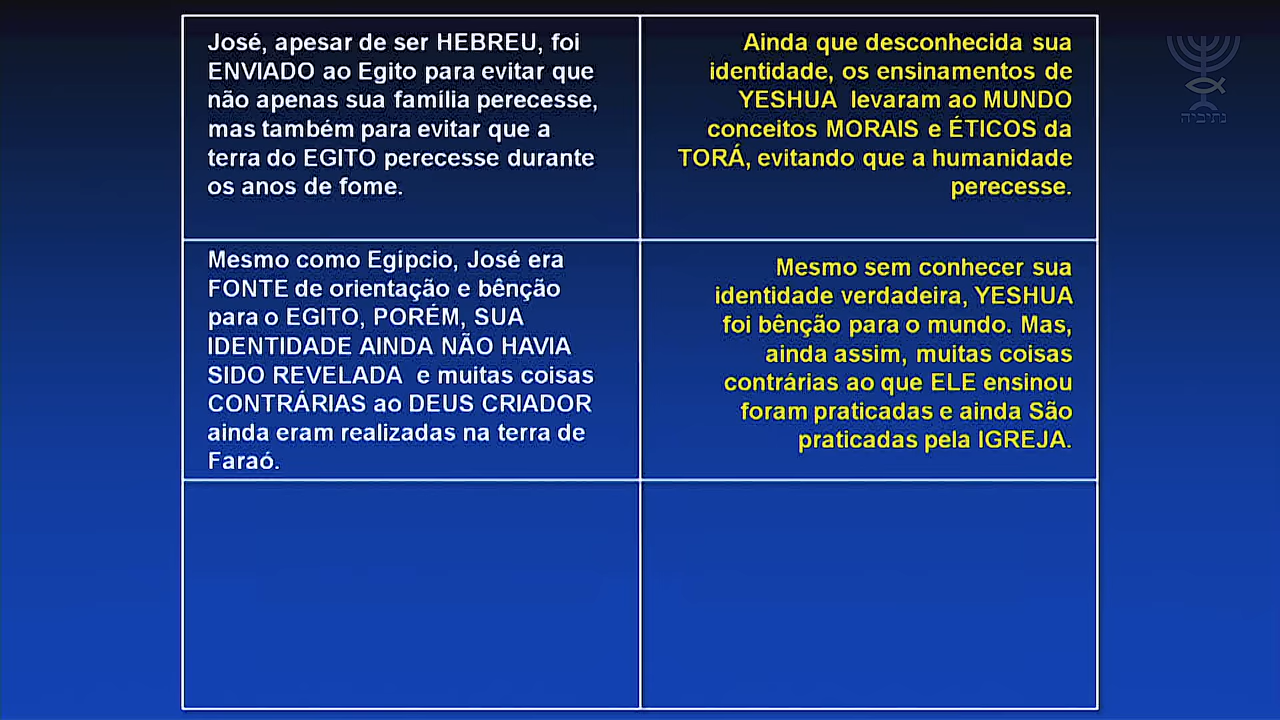 José, apesar de ser HEBREU, foi
ENVIADO ao Egito para evitar que
não apenas sua família perecesse,
mas também para evitar que a
terra do EGITO perecesse durante
os anos de fome.
Ainda que desconhecida sua
identidade, os ensinamentos de
YESHUA levaram ao MUNDO
conceitos MORAIS e ÉTICOS da
TORÁ, evitando que a humanidade
perecesse.
Mesmo como Egípcio, José era
FONTE de orientação e bênção
para o EGITO, PORÉM, SUA
IDENTIDADE AINDA NÃO HAVIA
SIDO REVELADA e muitas coisas
CONTRÁRIAS ao DEUS CRIADOR
ainda eram realizadas na terra de
Faraó.
Mesmo sem conhecer sua
identidade verdadeira, YESHUA
foi bênção para o mundo. Mas,
ainda assim, muitas coisas
contrárias ao que ELE ensinou
foram praticadas e ainda São
praticadas pela IGREJA.
נתיביה